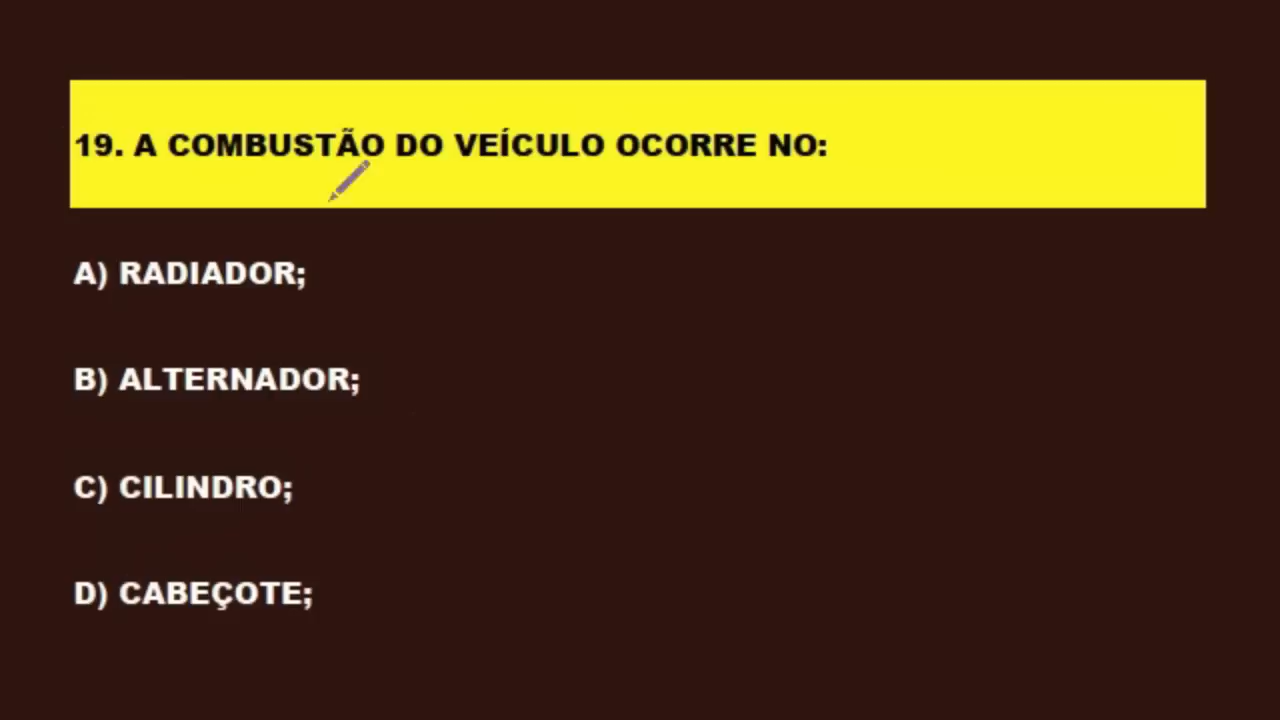 19. A COMBUSTÃO DO VEÍCULO OCORRE NO:
A) RADIADOR;
B) ALTERNADOR;
C) CILINDRO;
D) CABEÇOTE;